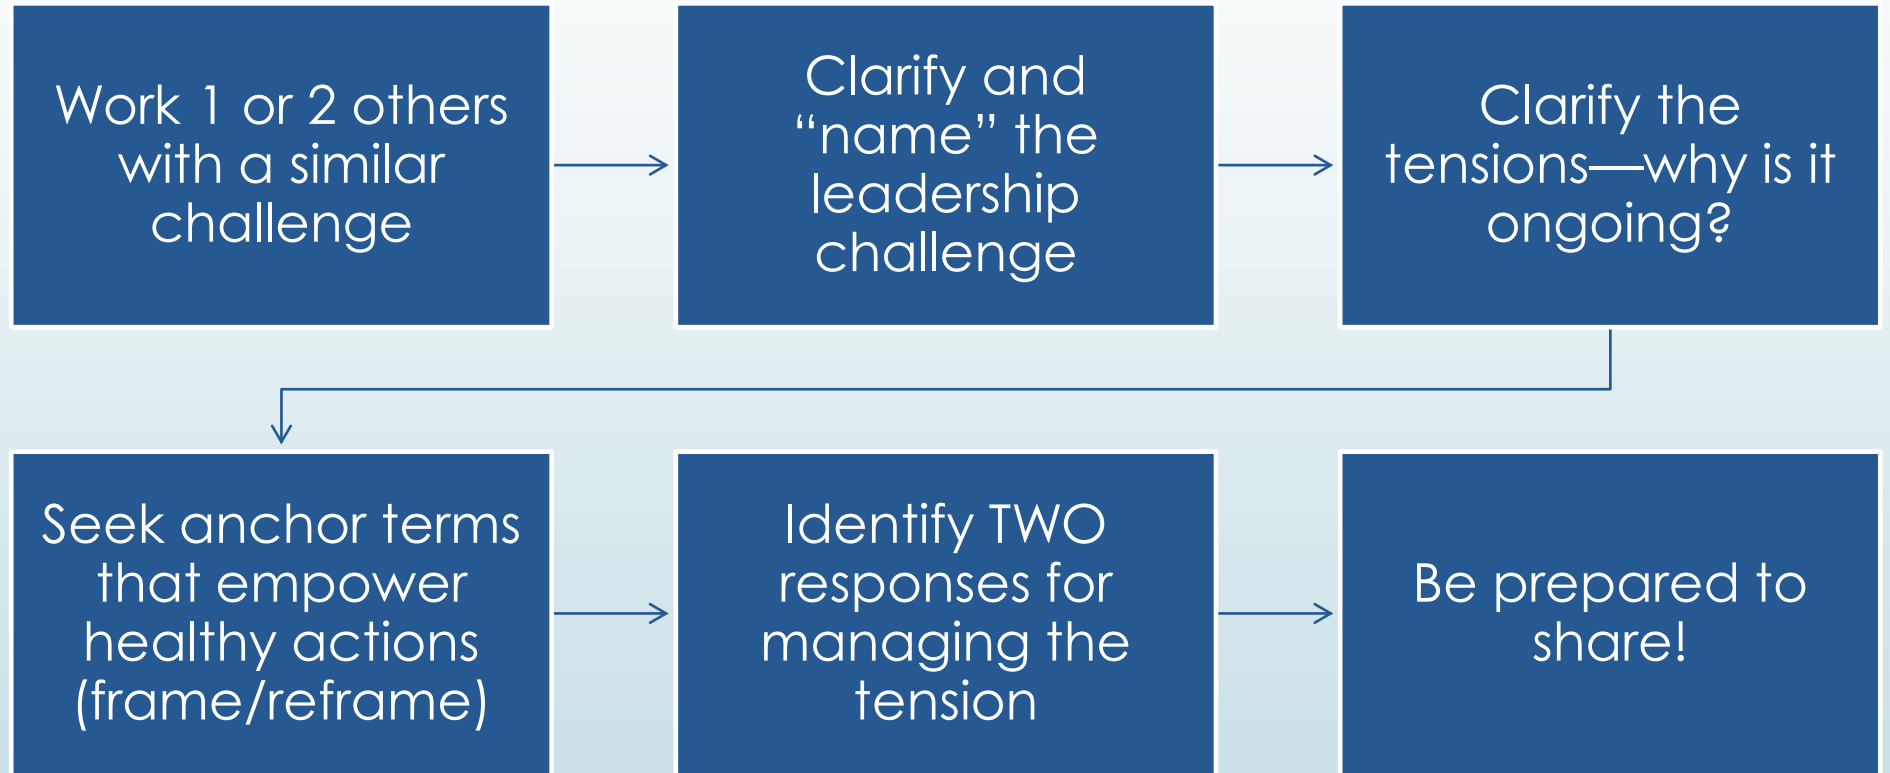 Work 1 or 2 others
with a similar
challenge
Clarify and
“name” the
leadership
challenge
Clarify the
tensions—why is it
ongoing?
Seek anchor terms
that empower
healthy actions
(frame/reframe)
Identify TWO
responses for
managing the
tension
Be prepared to
share!